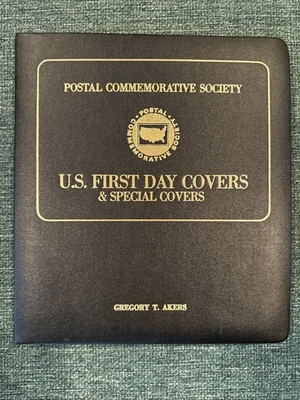 POSTAL COMMEMORATIVE SOCIETY
POSTAL
COMMEMORATIVE SOCIETY
U.S. FIRST DAY COVERS
& SPECIAL COVERS
GREGORY T. AKERS